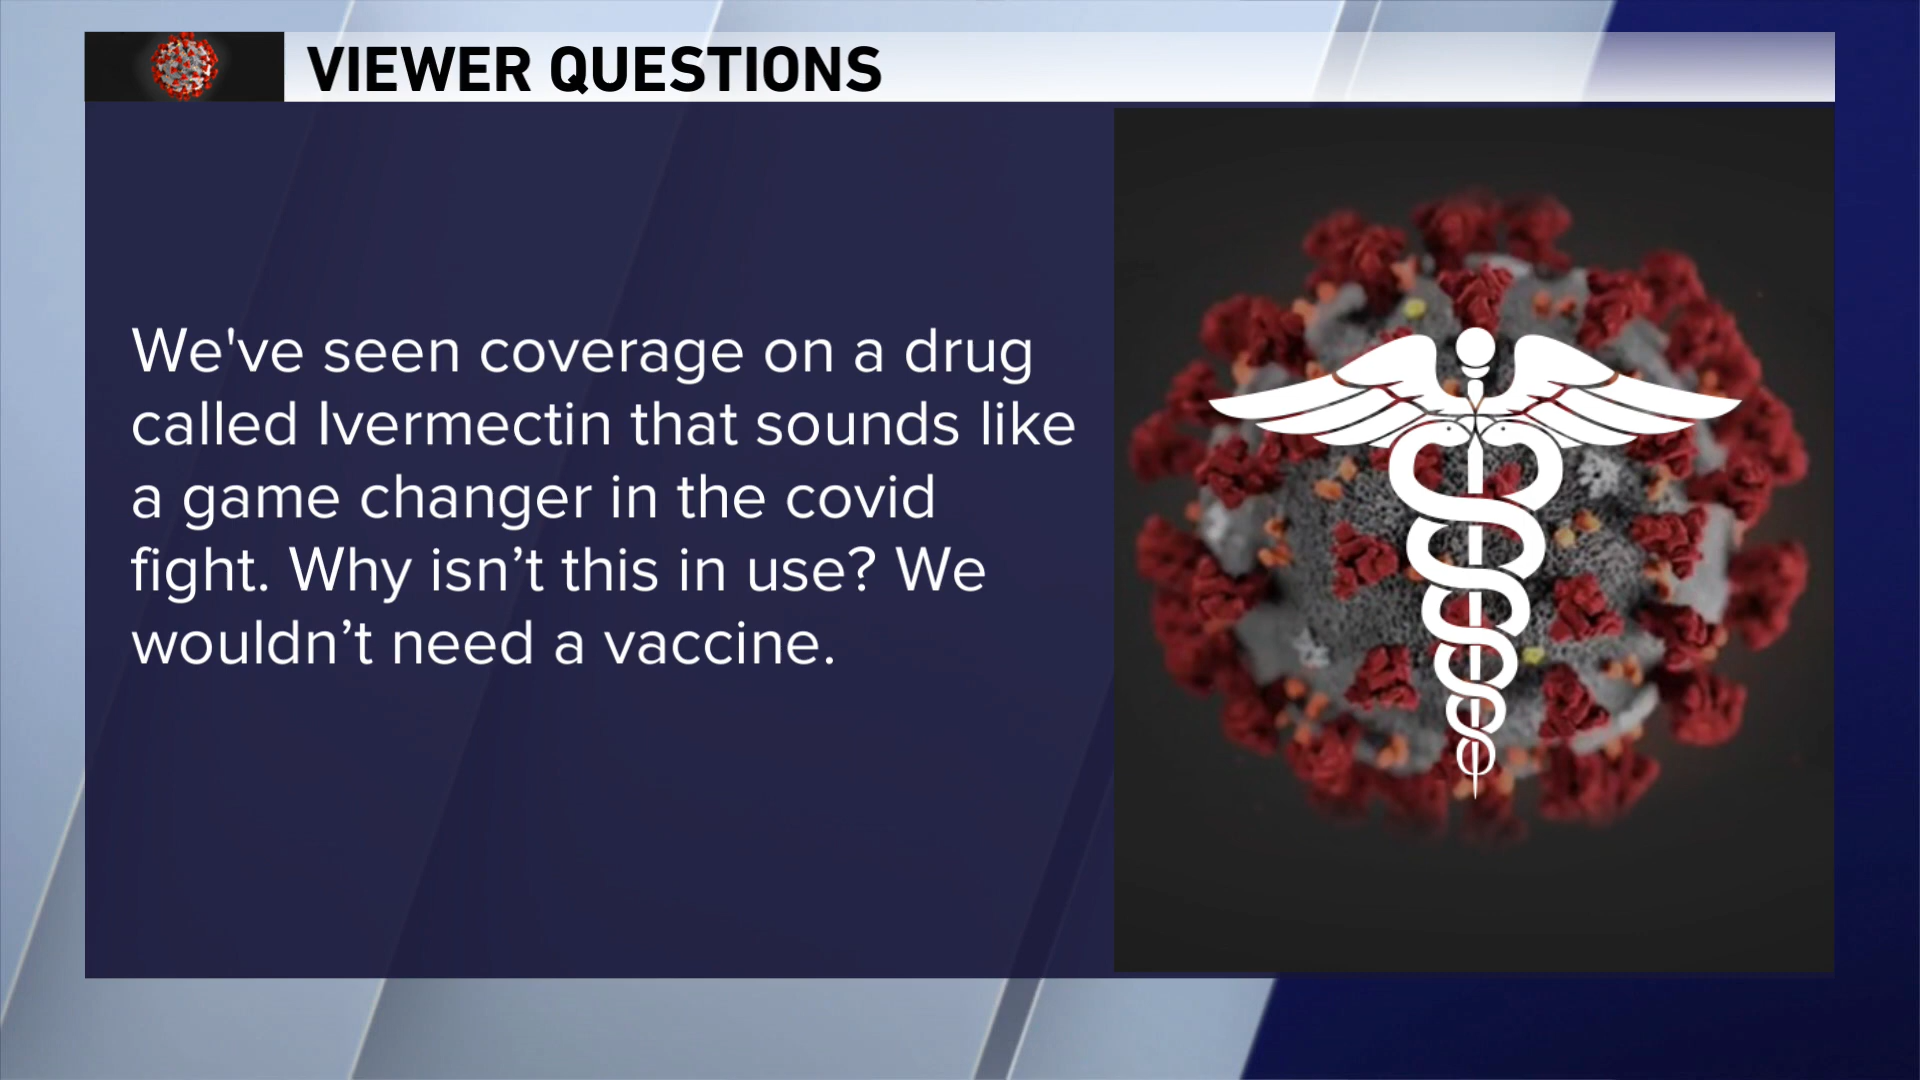 VIEWER QUESTIONS
We've seen coverage on a drug
called Ivermectin that sounds like
a game changer in the covid
fight. Why isn’t this in use? We
wouldn’t need a vaccine.